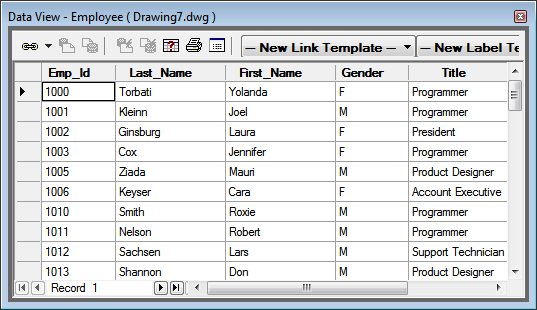 Data View - Employee ( Drawing7.dwg )
-- New Link Template -- -- New Label Te
Emp_Id Last_Name First_Name Gender Title
1000 Torbati Yolanda F Programmer
1001 Kleinn Joel M Programmer
1002 Ginsburg Laura F President
1003 Cox Jennifer F Programmer
1005 Ziada Mauri M Product Designer
1006 Keyser Cara F Account Executive
1010 Smith Roxie M Programmer
1011 Nelson Robert M Programmer
1012 Sachsen Lars M Support Technician
1013 Shannon Don M Product Designer
Record 1